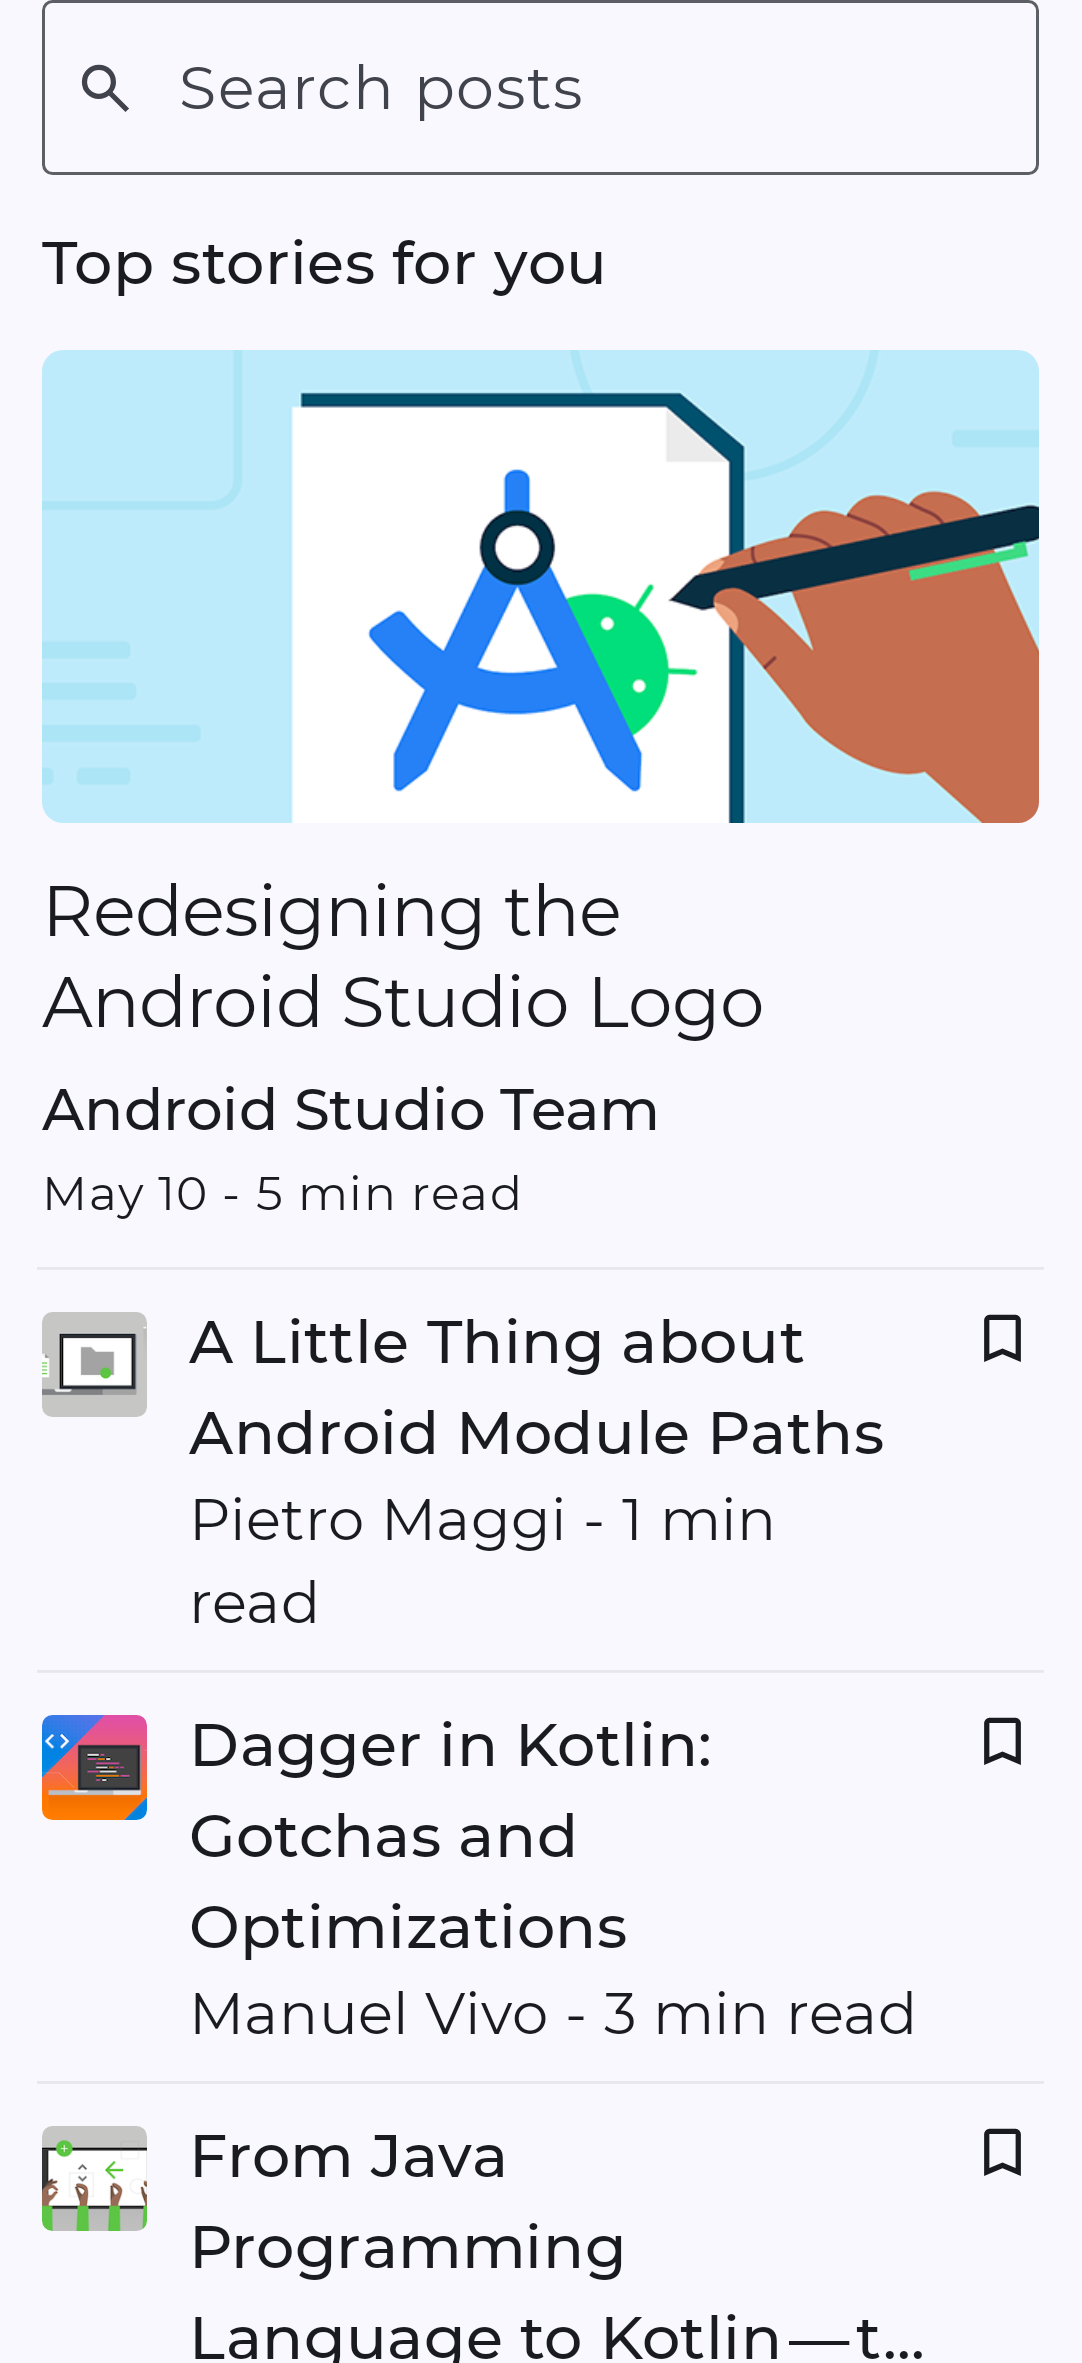 Search posts
Top stories for you
Redesigning the
Android Studio Logo
Android Studio Team
May 10 - 5 min read
A Little Thing about
Android Module Paths
Pietro Maggi - 1 min
read
Dagger in Kotlin:
Gotchas and
Optimizations
Manuel Vivo - 3 min read
From Java
Programming
Language to Kotlin — t…